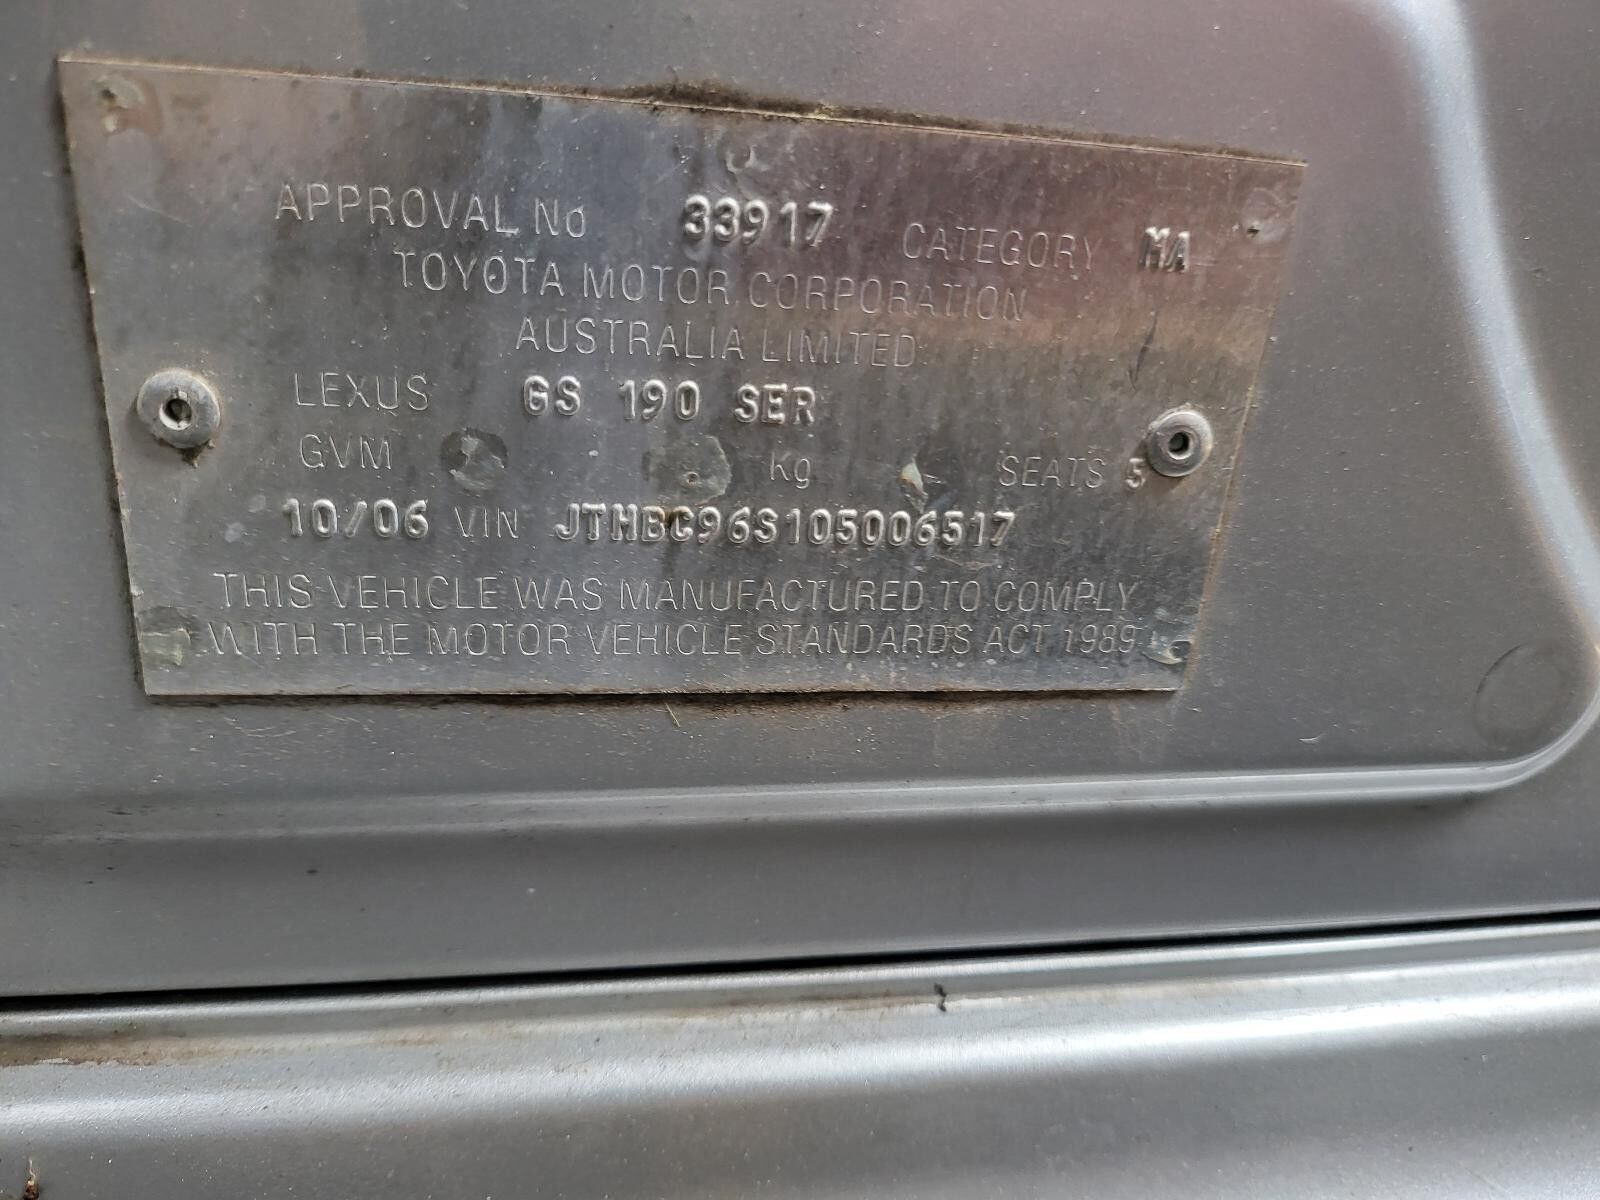 APPROVAL No 33917 CATEGORY MA
TOYOTA MOTOR CORPORATION
AUSTRALIA LIMITED
LEXUS GS 190 SER
GVM Kg SEATS 5
10/06 VIN JTHBC96S105006517
THIS VEHICLE WAS MANUFACTURED TO COMPLY
WITH THE MOTOR VEHICLE STANDARDS ACT 1989